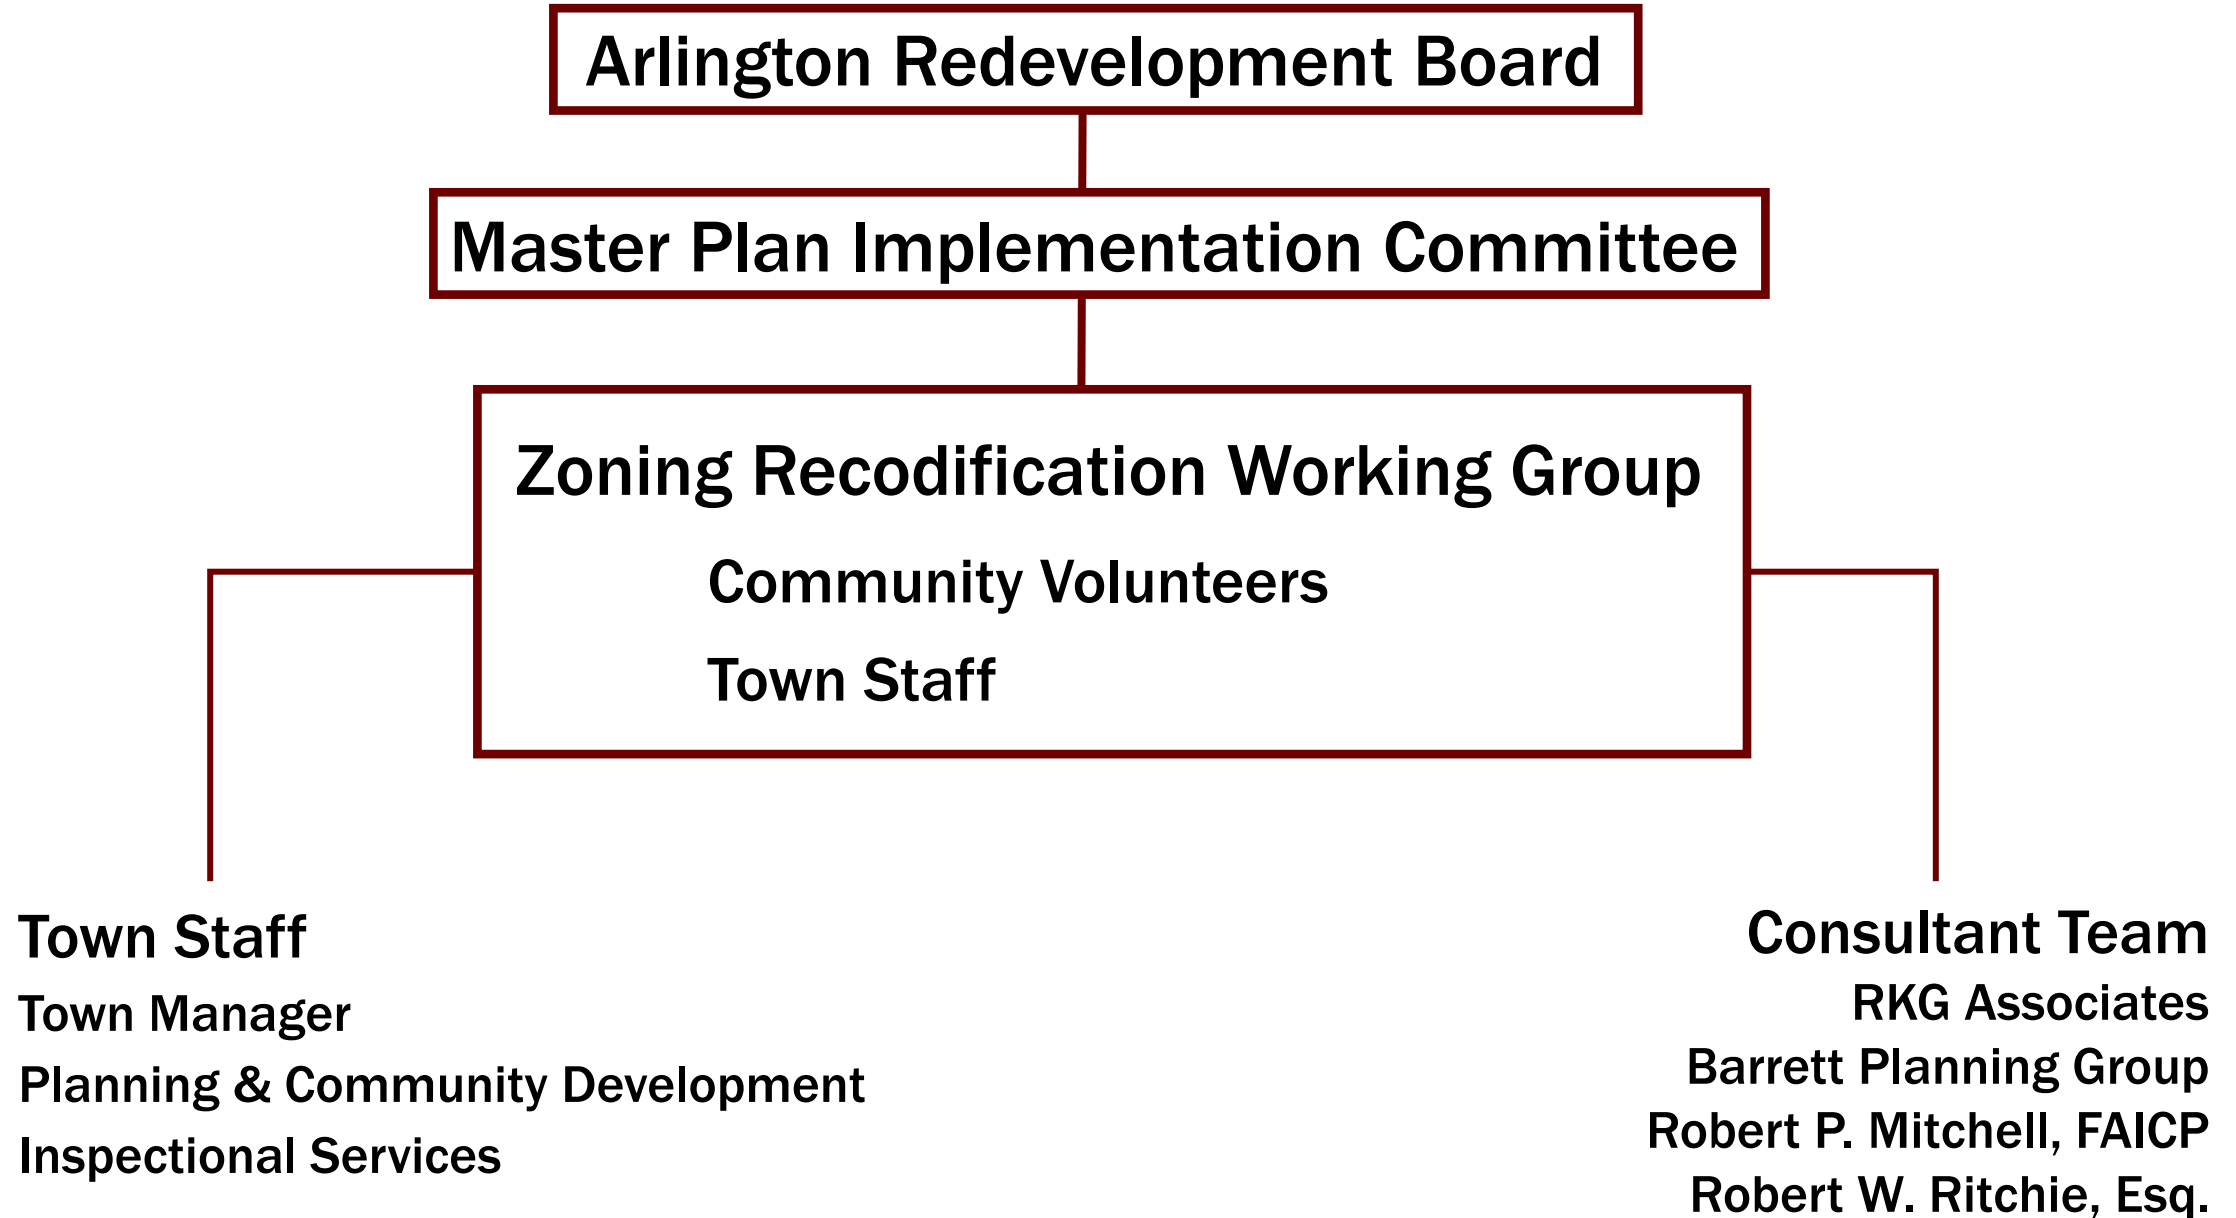 Arlington Redevelopment Board
Master Plan Implementation Committee
Zoning Recodification Working Group
Community Volunteers
Town Staff
Town Staff
Town Manager
Planning & Community Development
Inspectional Services
Consultant Team
RKG Associates
Barrett Planning Group
Robert P. Mitchell, FAICP
Robert W. Ritchie, Esq.